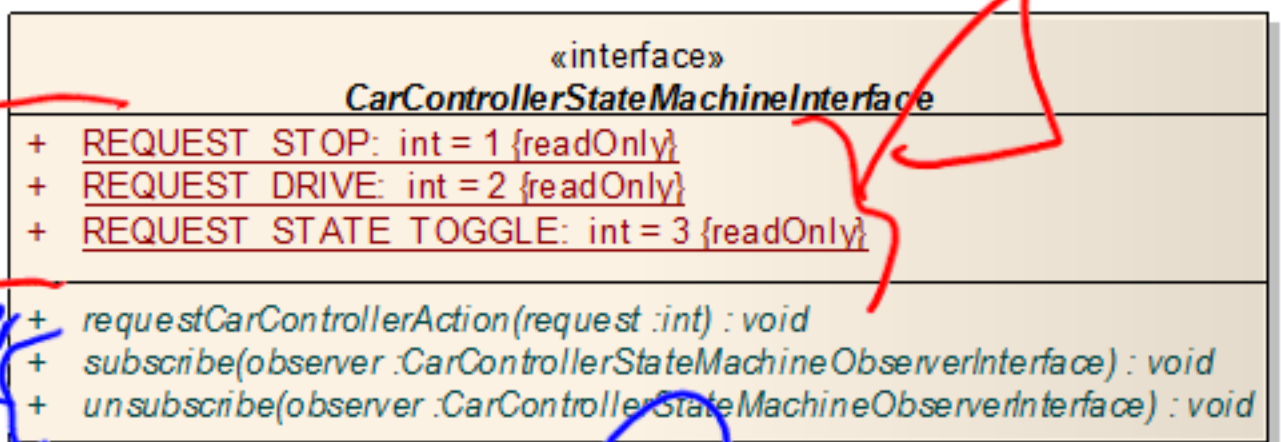 «interface»
CarControllerStateMachineInterface
+ REQUEST_STOP: int = 1 {readOnly}
+ REQUEST_DRIVE: int = 2 {readOnly}
+ REQUEST_STATE_TOGGLE: int = 3 {readOnly}
+ requestCarControllerAction(request :int) : void
+ subscribe(observer :CarControllerStateMachineObserverInterface) : void
+ unsubscribe(observer :CarControllerStateMachineObserverInterface) : void